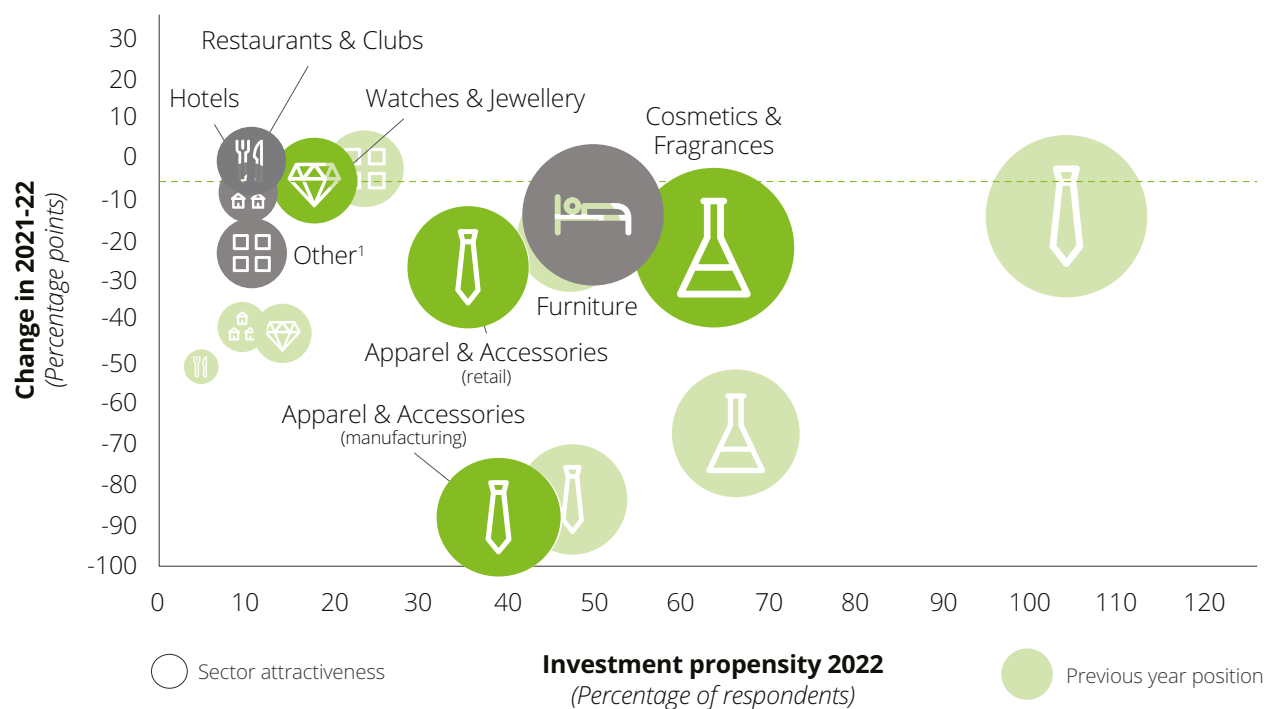 Restaurants & Clubs
Hotels
Watches & Jewellery
Cosmetics &
Fragrances
Other¹
Furniture
Apparel & Accessories
(retail)
Apparel & Accessories
(manufacturing)
Change in 2021-22
(Percentage points)
30
20
10
0
-10
-20
-30
-40
-50
-60
-70
-80
-90
-100
0 10 20 30 40 50 60 70 80 90 100 110 120
Investment propensity 2022
(Percentage of respondents)
Sector attractiveness
Previous year position